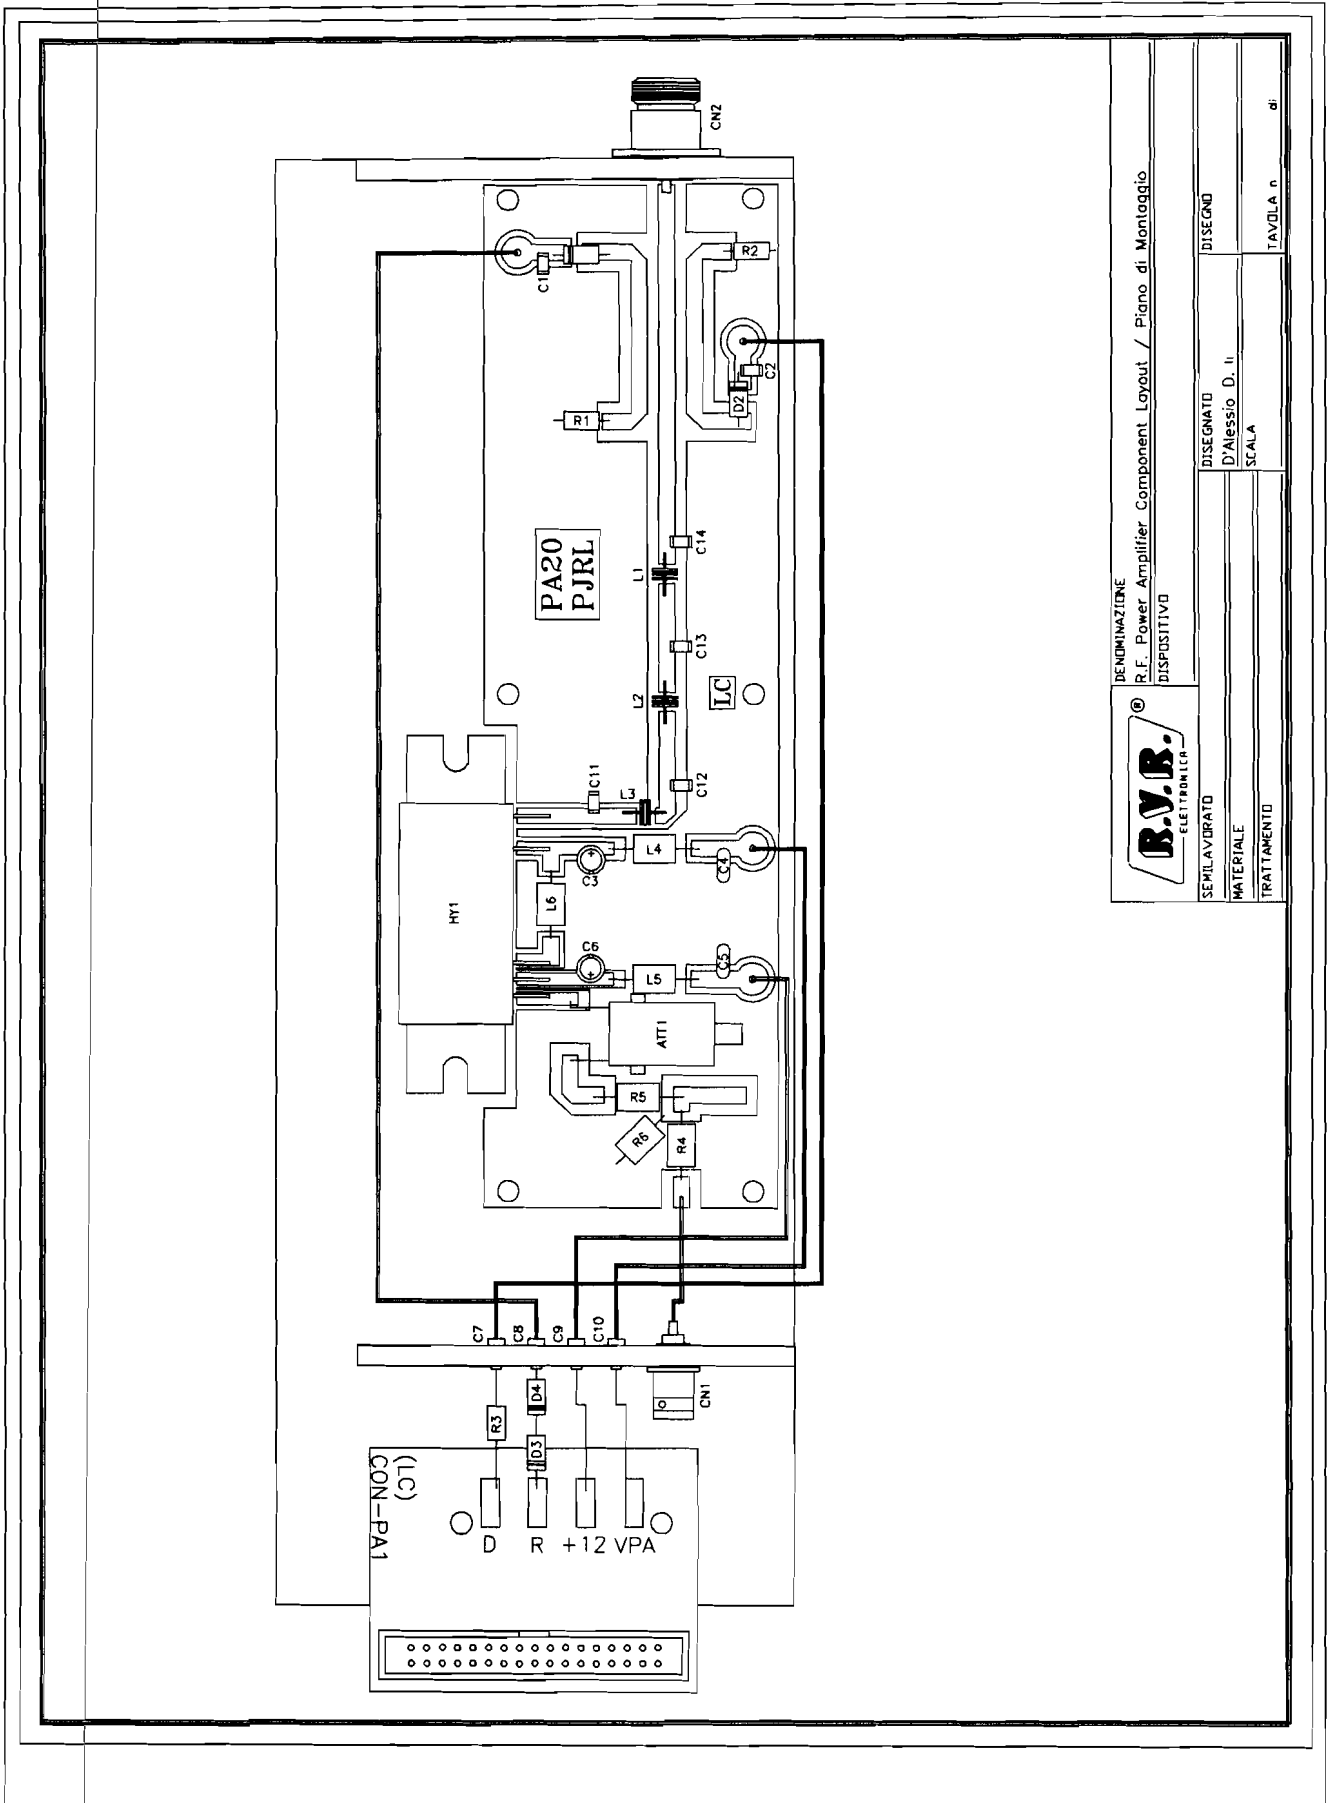 CN2
C1
R2
C2
D2
R1
PA20
PJRL
L1
C14
C13
L2
LC
C11
L3
C12
HY1
L4
C3
C4
L6
C6
L5
C5
ATT1
R5
R6
R4
C7
C8
C9
C10
CN1
D4
R3
D3
(LC)
CON-PA1
D R +12 VPA
R.V.R. ®
ELETTRONICA
DENOMINAZIONE
R.F. Power Amplifier Component Layout / Piano di Montaggio
DISPOSITIVO
SEMILAVORATO
MATERIALE
TRATTAMENTO
DISEGNATO
D'Alessio D.
SCALA
DISEGNO
TAVOLA n di